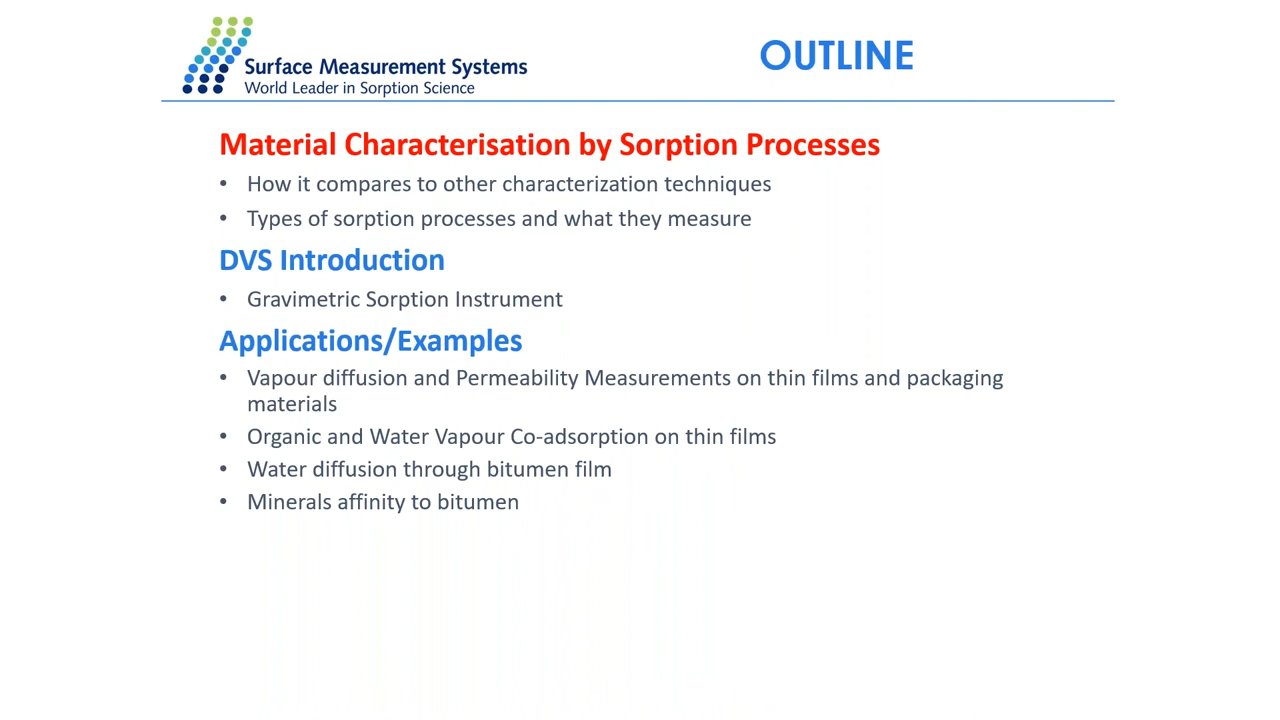 Surface Measurement Systems
World Leader in Sorption Science
OUTLINE
Material Characterisation by Sorption Processes
• How it compares to other characterization techniques
• Types of sorption processes and what they measure
DVS Introduction
• Gravimetric Sorption Instrument
Applications/Examples
• Vapour diffusion and Permeability Measurements on thin films and packaging
materials
• Organic and Water Vapour Co-adsorption on thin films
• Water diffusion through bitumen film
• Minerals affinity to bitumen